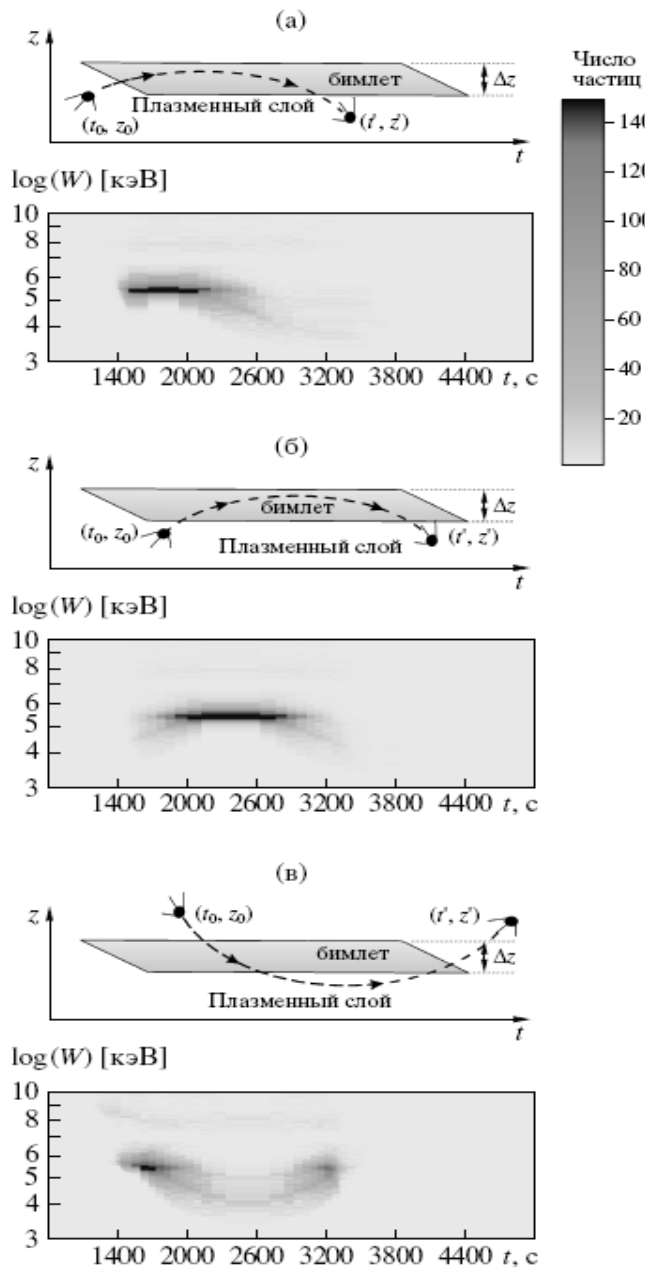 (а)
z
бимлет
Δz
Плазменный слой
(t₀, z₀)
(t', z')
t
Число
частиц
140
120
100
80
60
40
20
log(W) [кэВ]
10
8
6
5
4
3
1400 2000 2600 3200 3800 4400 t, с
(б)
z
бимлет
Δz
(t₀, z₀)
(t', z')
Плазменный слой
t
log(W) [кэВ]
10
8
6
5
4
3
1400 2000 2600 3200 3800 4400 t, с
(в)
z
(t₀, z₀)
(t', z')
бимлет
Δz
Плазменный слой
t
log(W) [кэВ]
10
8
6
5
4
3
1400 2000 2600 3200 3800 4400 t, с